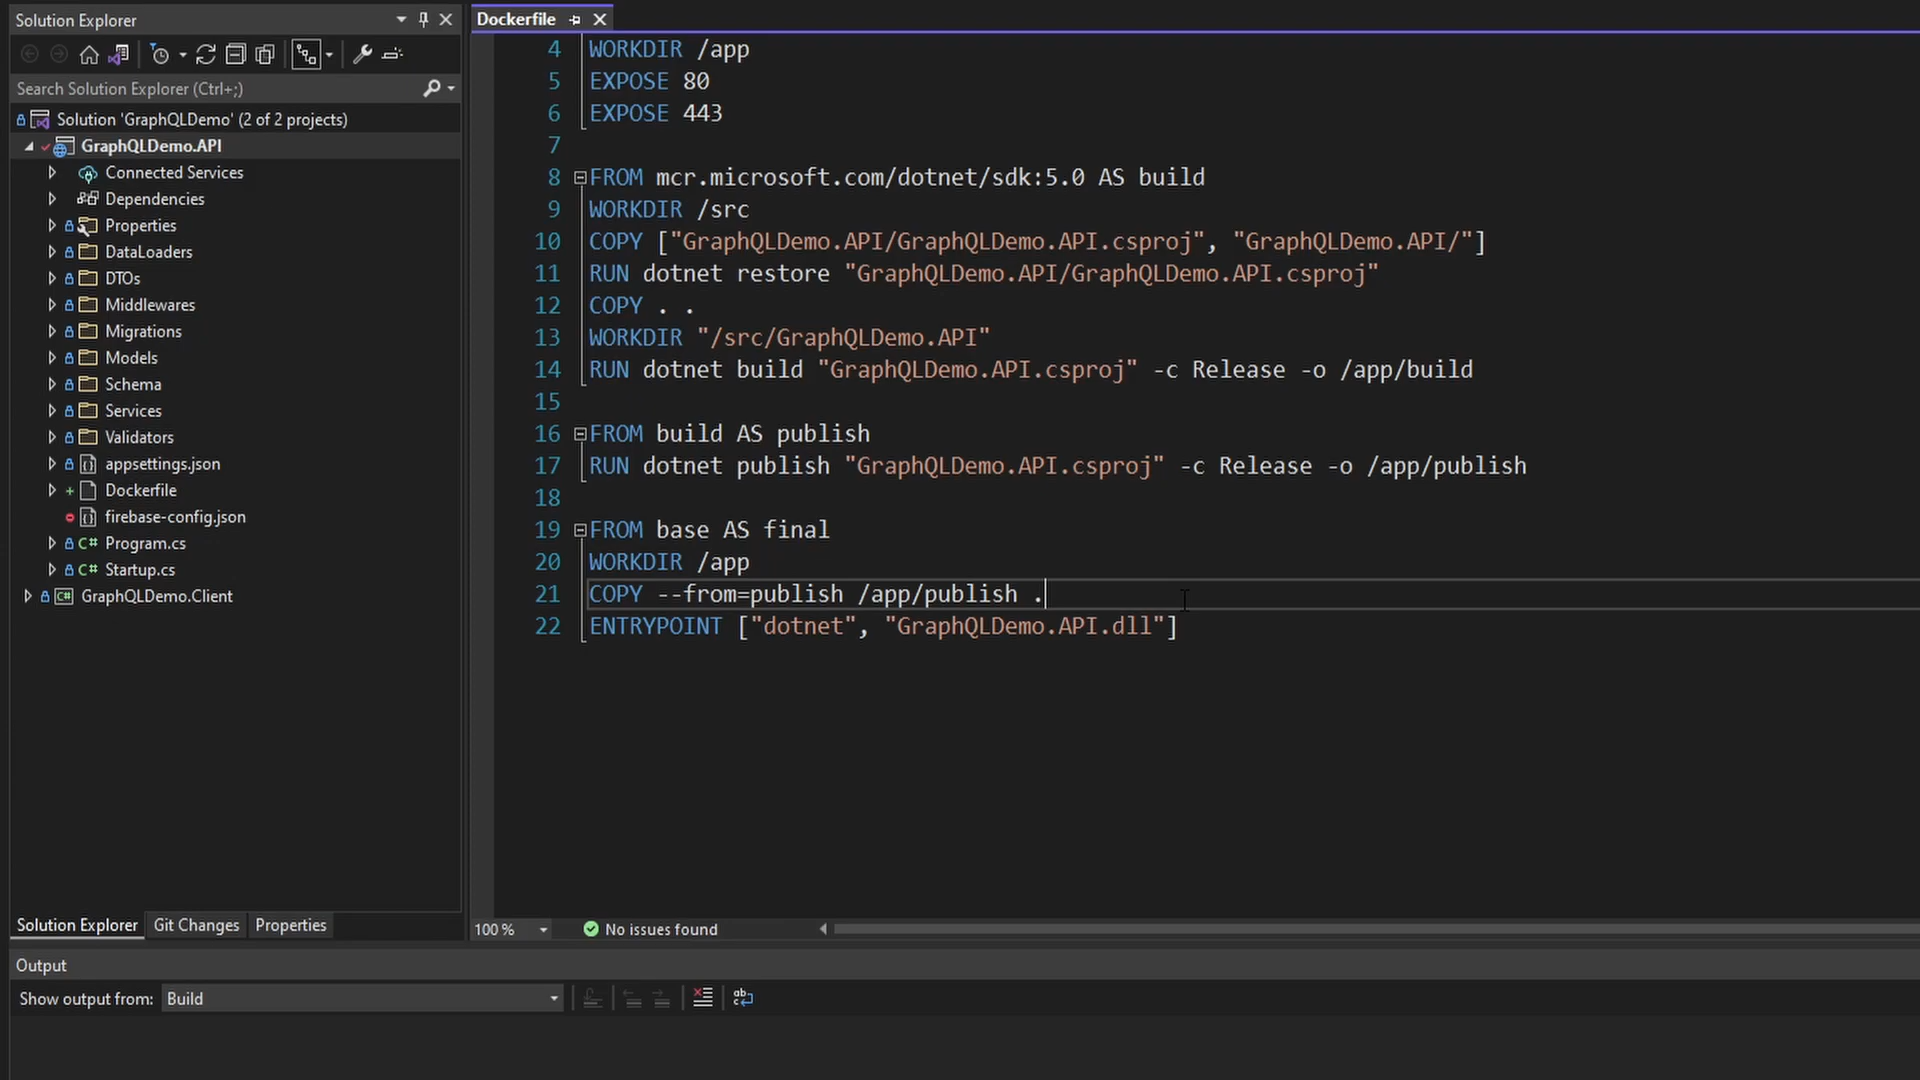 Solution Explorer
Search Solution Explorer (Ctrl+;)
Solution 'GraphQLDemo' (2 of 2 projects)
GraphQLDemo.API
Connected Services
Dependencies
Properties
DataLoaders
DTOs
Middlewares
Migrations
Models
Schema
Services
Validators
appsettings.json
Dockerfile
firebase-config.json
C# Program.cs
C# Startup.cs
C# GraphQLDemo.Client
Solution Explorer Git Changes Properties
Dockerfile
4 WORKDIR /app
5 EXPOSE 80
6 EXPOSE 443
7
8 FROM mcr.microsoft.com/dotnet/sdk:5.0 AS build
9 WORKDIR /src
10 COPY ["GraphQLDemo.API/GraphQLDemo.API.csproj", "GraphQLDemo.API/"]
11 RUN dotnet restore "GraphQLDemo.API/GraphQLDemo.API.csproj"
12 COPY . .
13 WORKDIR "/src/GraphQLDemo.API"
14 RUN dotnet build "GraphQLDemo.API.csproj" -c Release -o /app/build
15
16 FROM build AS publish
17 RUN dotnet publish "GraphQLDemo.API.csproj" -c Release -o /app/publish
18
19 FROM base AS final
20 WORKDIR /app
21 COPY --from=publish /app/publish .
22 ENTRYPOINT ["dotnet", "GraphQLDemo.API.dll"]
100 % No issues found
Output
Show output from: Build